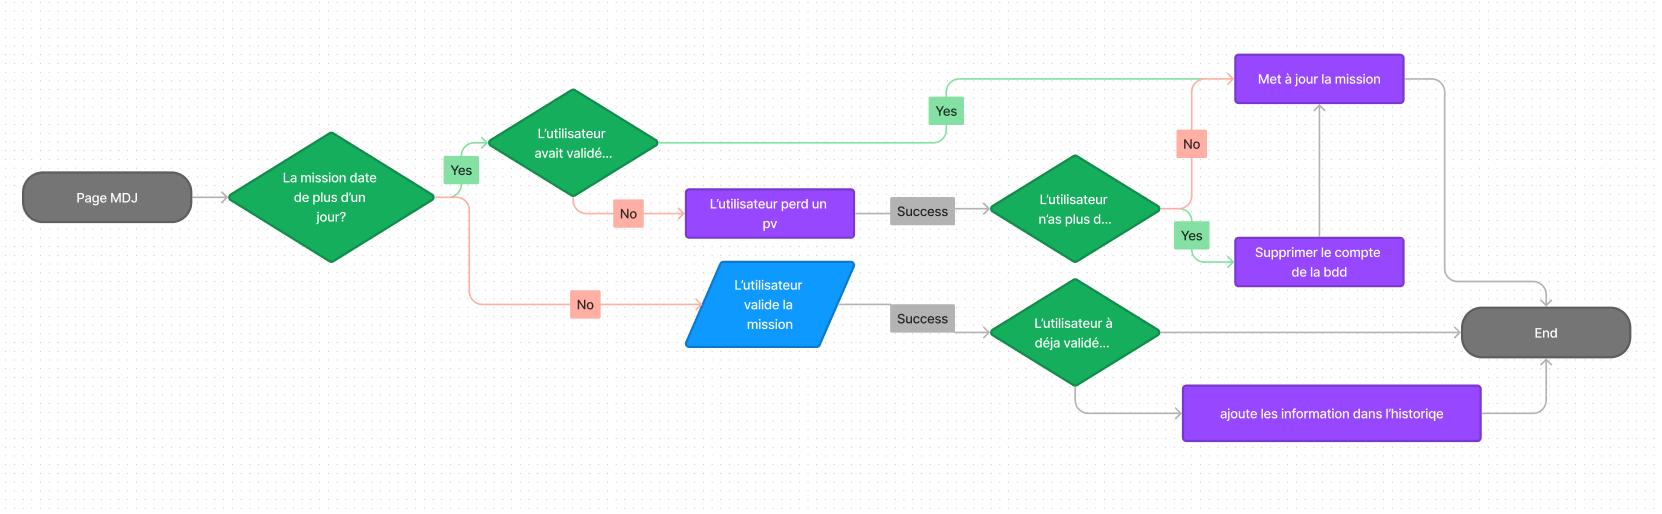 Page MDJ
La mission date
de plus d'un
jour?
Yes
No
L'utilisateur
avait validé...
Yes
No
L'utilisateur perd un
pv
Success
L'utilisateur
n'as plus d...
No
Yes
Met à jour la mission
Supprimer le compte
de la bdd
L'utilisateur
valide la
mission
Success
L'utilisateur à
déja validé...
ajoute les information dans l'historiqe
End